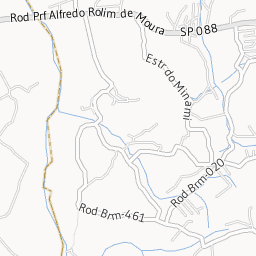 Rod Prf Alfredo Rolim de Moura
SP 088
Estr do Minami
Rod Brm-020
Rod Brm-461